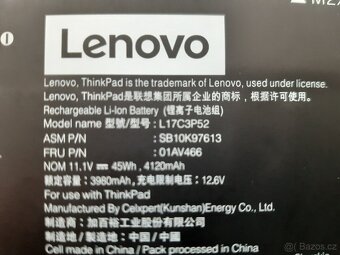 Lenovo
Lenovo, ThinkPad is the trademark of Lenovo, used under license.
Lenovo, ThinkPad是联想集团所属企业的商标，根据许可使用。
Rechargeable Li-Ion Battery (锂离子电池组)
Model name 型號/型号: L17C3P52
ASM P/N : SB10K97613
FRU P/N : 01AV466
NOM 11.1V⎓ 45Wh, 4120mAh
额定容量: 3980mAh, 充电限制电压: 12.6V
For use with ThinkPad
Manufactured By Celxpert(Kunshan)Energy Co., Ltd.
制造商：加百裕工业股份有限公司
製造地/製造地：中国/中國
Cell made in China / Pack processed in China
bazos.cz